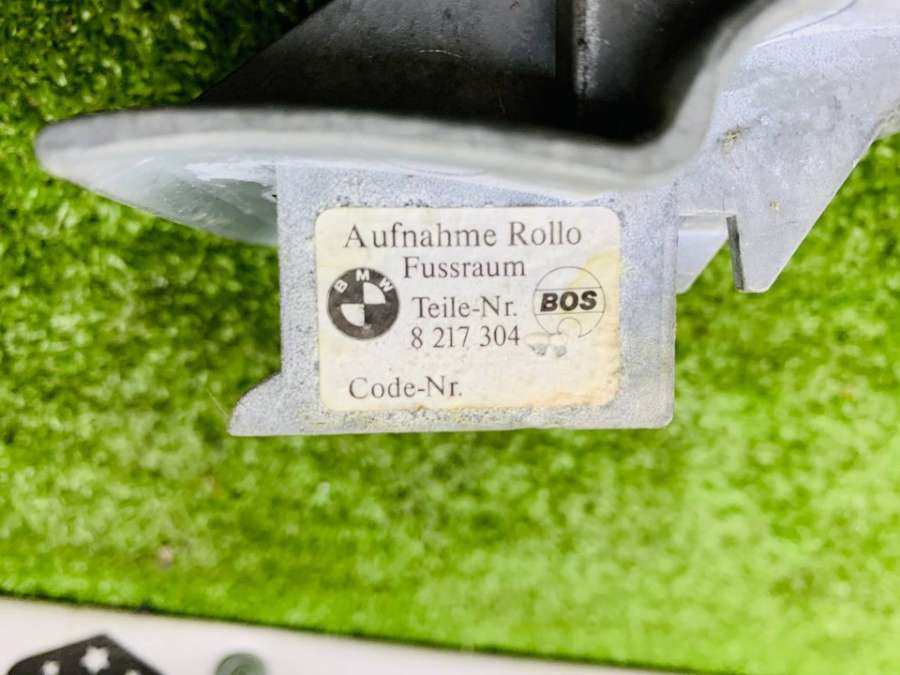 Aufnahme Rollo
Fussraum
BMW
Teile-Nr.
BOS
8 217 304
Code-Nr.